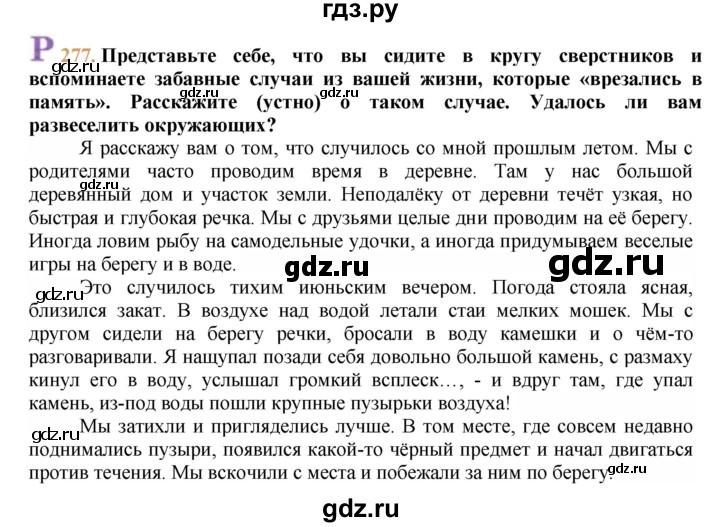 гдз.ру
Р 277. Представьте себе, что вы сидите в кругу сверстников и
вспоминаете забавные случаи из вашей жизни, которые «врезались в
память». Расскажите (устно) о таком случае. Удалось ли вам
развеселить окружающих?
Я расскажу вам о том, что случилось со мной прошлым летом. Мы с
родителями часто проводим время в деревне. Там у нас большой
деревянный дом и участок земли. Неподалёку от деревни течёт узкая, но
быстрая и глубокая речка. Мы с друзьями целые дни проводим на её берегу.
Иногда ловим рыбу на самодельные удочки, а иногда придумываем веселые
игры на берегу и в воде.
Это случилось тихим июньским вечером. Погода стояла ясная,
близился закат. В воздухе над водой летали стаи мелких мошек. Мы с
другом сидели на берегу речки, бросали в воду камешки и о чём-то
разговаривали. Я нащупал позади себя довольно большой камень, с размаху
кинул его в воду, услышал громкий всплеск…, - и вдруг там, где упал
камень, из-под воды пошли крупные пузырьки воздуха!
Мы затихли и пригляделись лучше. В том месте, где совсем недавно
поднимались пузыри, появился какой-то чёрный предмет и начал двигаться
против течения. Мы вскочили с места и побежали за ним по берегу.
gdz.ru
gdz.ru
gdz.ru
gdz.ru
gdz.ru
gdz.ru
gdz.ru
gdz.ru
gdz.ru
gdz.ru
gdz.ru